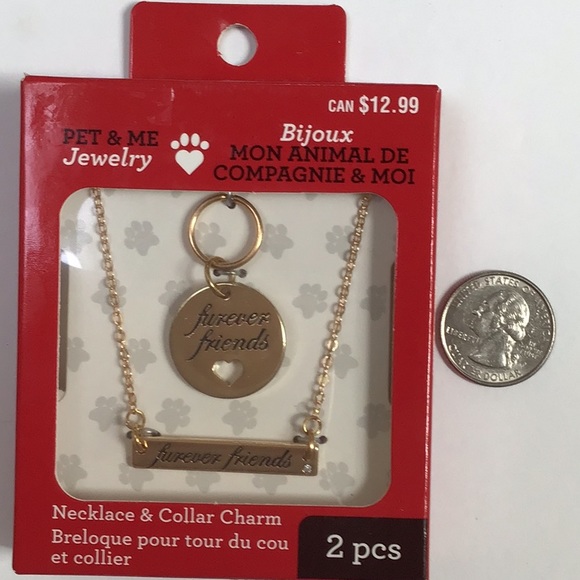 CAN $12.99
PET & ME
Jewelry
Bijoux
MON ANIMAL DE
COMPAGNIE & MOI
furever
friends
furever friends
Necklace & Collar Charm
Breloque pour tour du cou
et collier
2 pcs